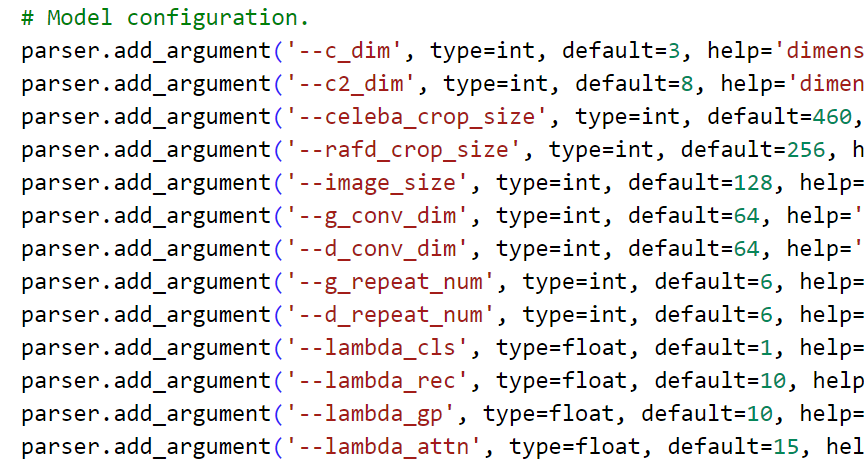 # Model configuration.
parser.add_argument('--c_dim', type=int, default=3, help='dimens
parser.add_argument('--c2_dim', type=int, default=8, help='dimen
parser.add_argument('--celeba_crop_size', type=int, default=460,
parser.add_argument('--rafd_crop_size', type=int, default=256, h
parser.add_argument('--image_size', type=int, default=128, help=
parser.add_argument('--g_conv_dim', type=int, default=64, help='
parser.add_argument('--d_conv_dim', type=int, default=64, help='
parser.add_argument('--g_repeat_num', type=int, default=6, help=
parser.add_argument('--d_repeat_num', type=int, default=6, help=
parser.add_argument('--lambda_cls', type=float, default=1, help=
parser.add_argument('--lambda_rec', type=float, default=10, help
parser.add_argument('--lambda_gp', type=float, default=10, help=
parser.add_argument('--lambda_attn', type=float, default=15, hel